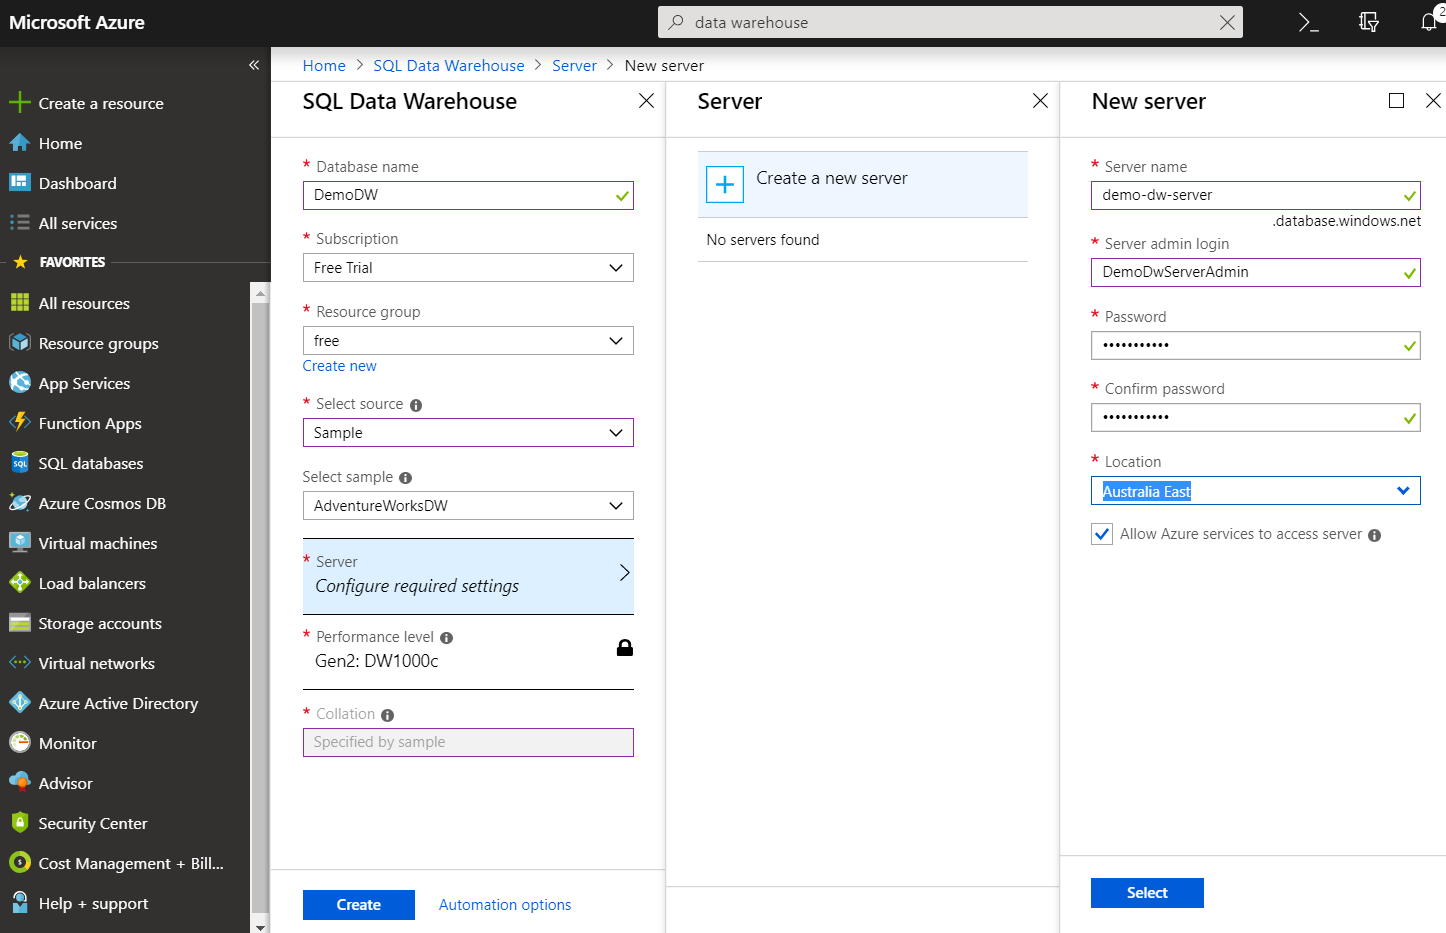 Microsoft Azure
data warehouse
2
«
Create a resource
Home
Dashboard
All services
FAVORITES
All resources
Resource groups
App Services
Function Apps
SQL databases
Azure Cosmos DB
Virtual machines
Load balancers
Storage accounts
Virtual networks
Azure Active Directory
Monitor
Advisor
Security Center
Cost Management + Bill...
Help + support
Home > SQL Data Warehouse > Server > New server
SQL Data Warehouse
* Database name
DemoDW
* Subscription
Free Trial
* Resource group
free
Create new
* Select source
Sample
Select sample
AdventureWorksDW
* Server
Configure required settings
* Performance level
Gen2: DW1000c
* Collation
Specified by sample
Create
Automation options
Server
Create a new server
No servers found
New server
* Server name
demo-dw-server
.database.windows.net
* Server admin login
DemoDwServerAdmin
* Password
•••••••••••
* Confirm password
•••••••••••
* Location
Australia East
Allow Azure services to access server
Select